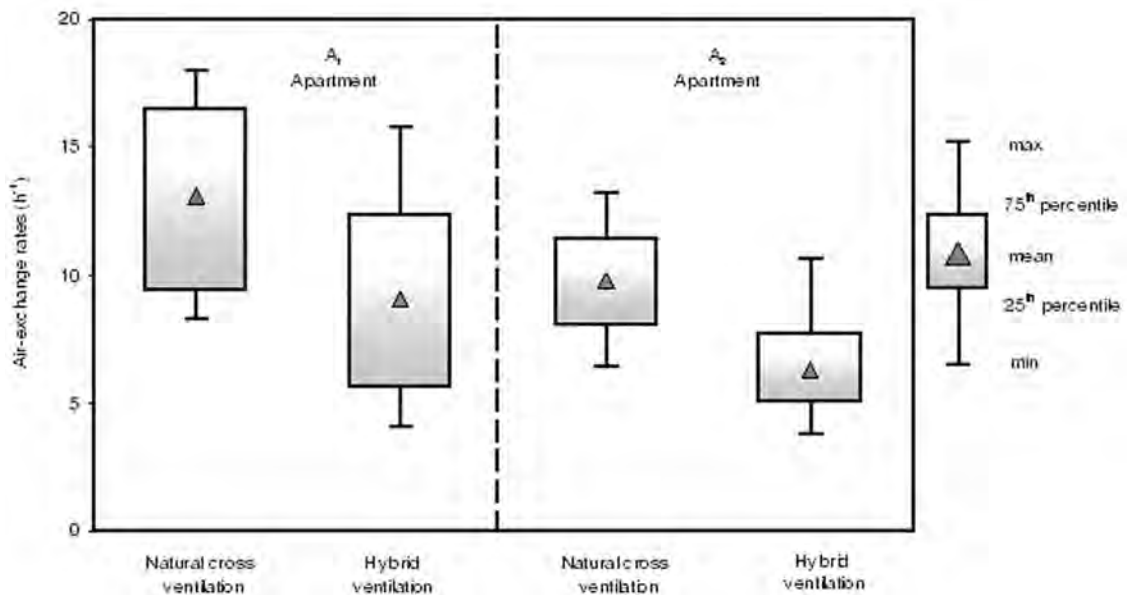 20
15
10
5
0
Air-exchange rates (h⁻¹)
A₁
Apartment
A₂
Apartment
max
75th percentile
mean
25th percentile
min
Natural cross
ventilation
Hybrid
ventilation
Natural cross
ventilation
Hybrid
ventilation